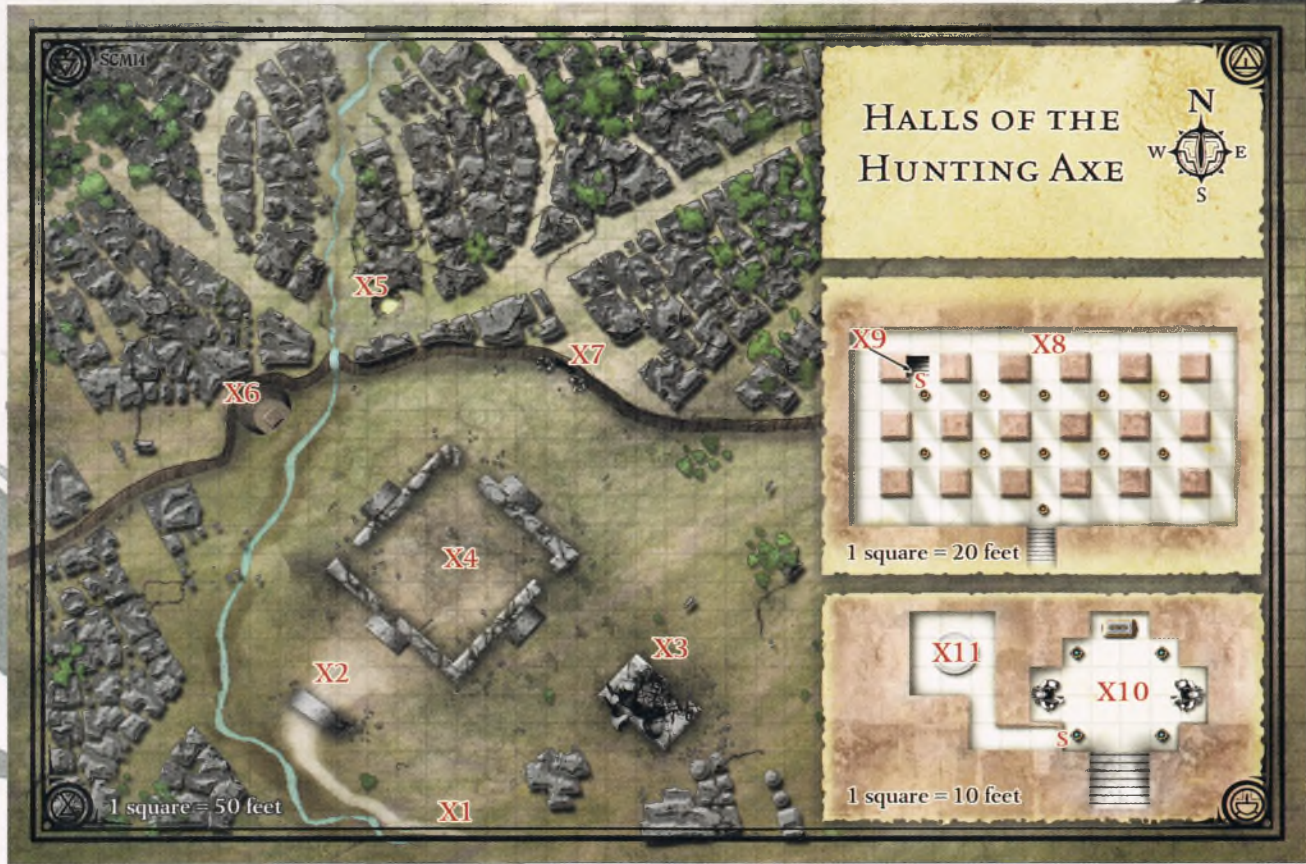 SCMH
HALLS OF THE
HUNTING AXE
N
W E
S
X5
X7
X6
X4
X3
X2
X1
1 square = 50 feet
X9
X8
S
1 square = 20 feet
X11
X10
S
1 square = 10 feet